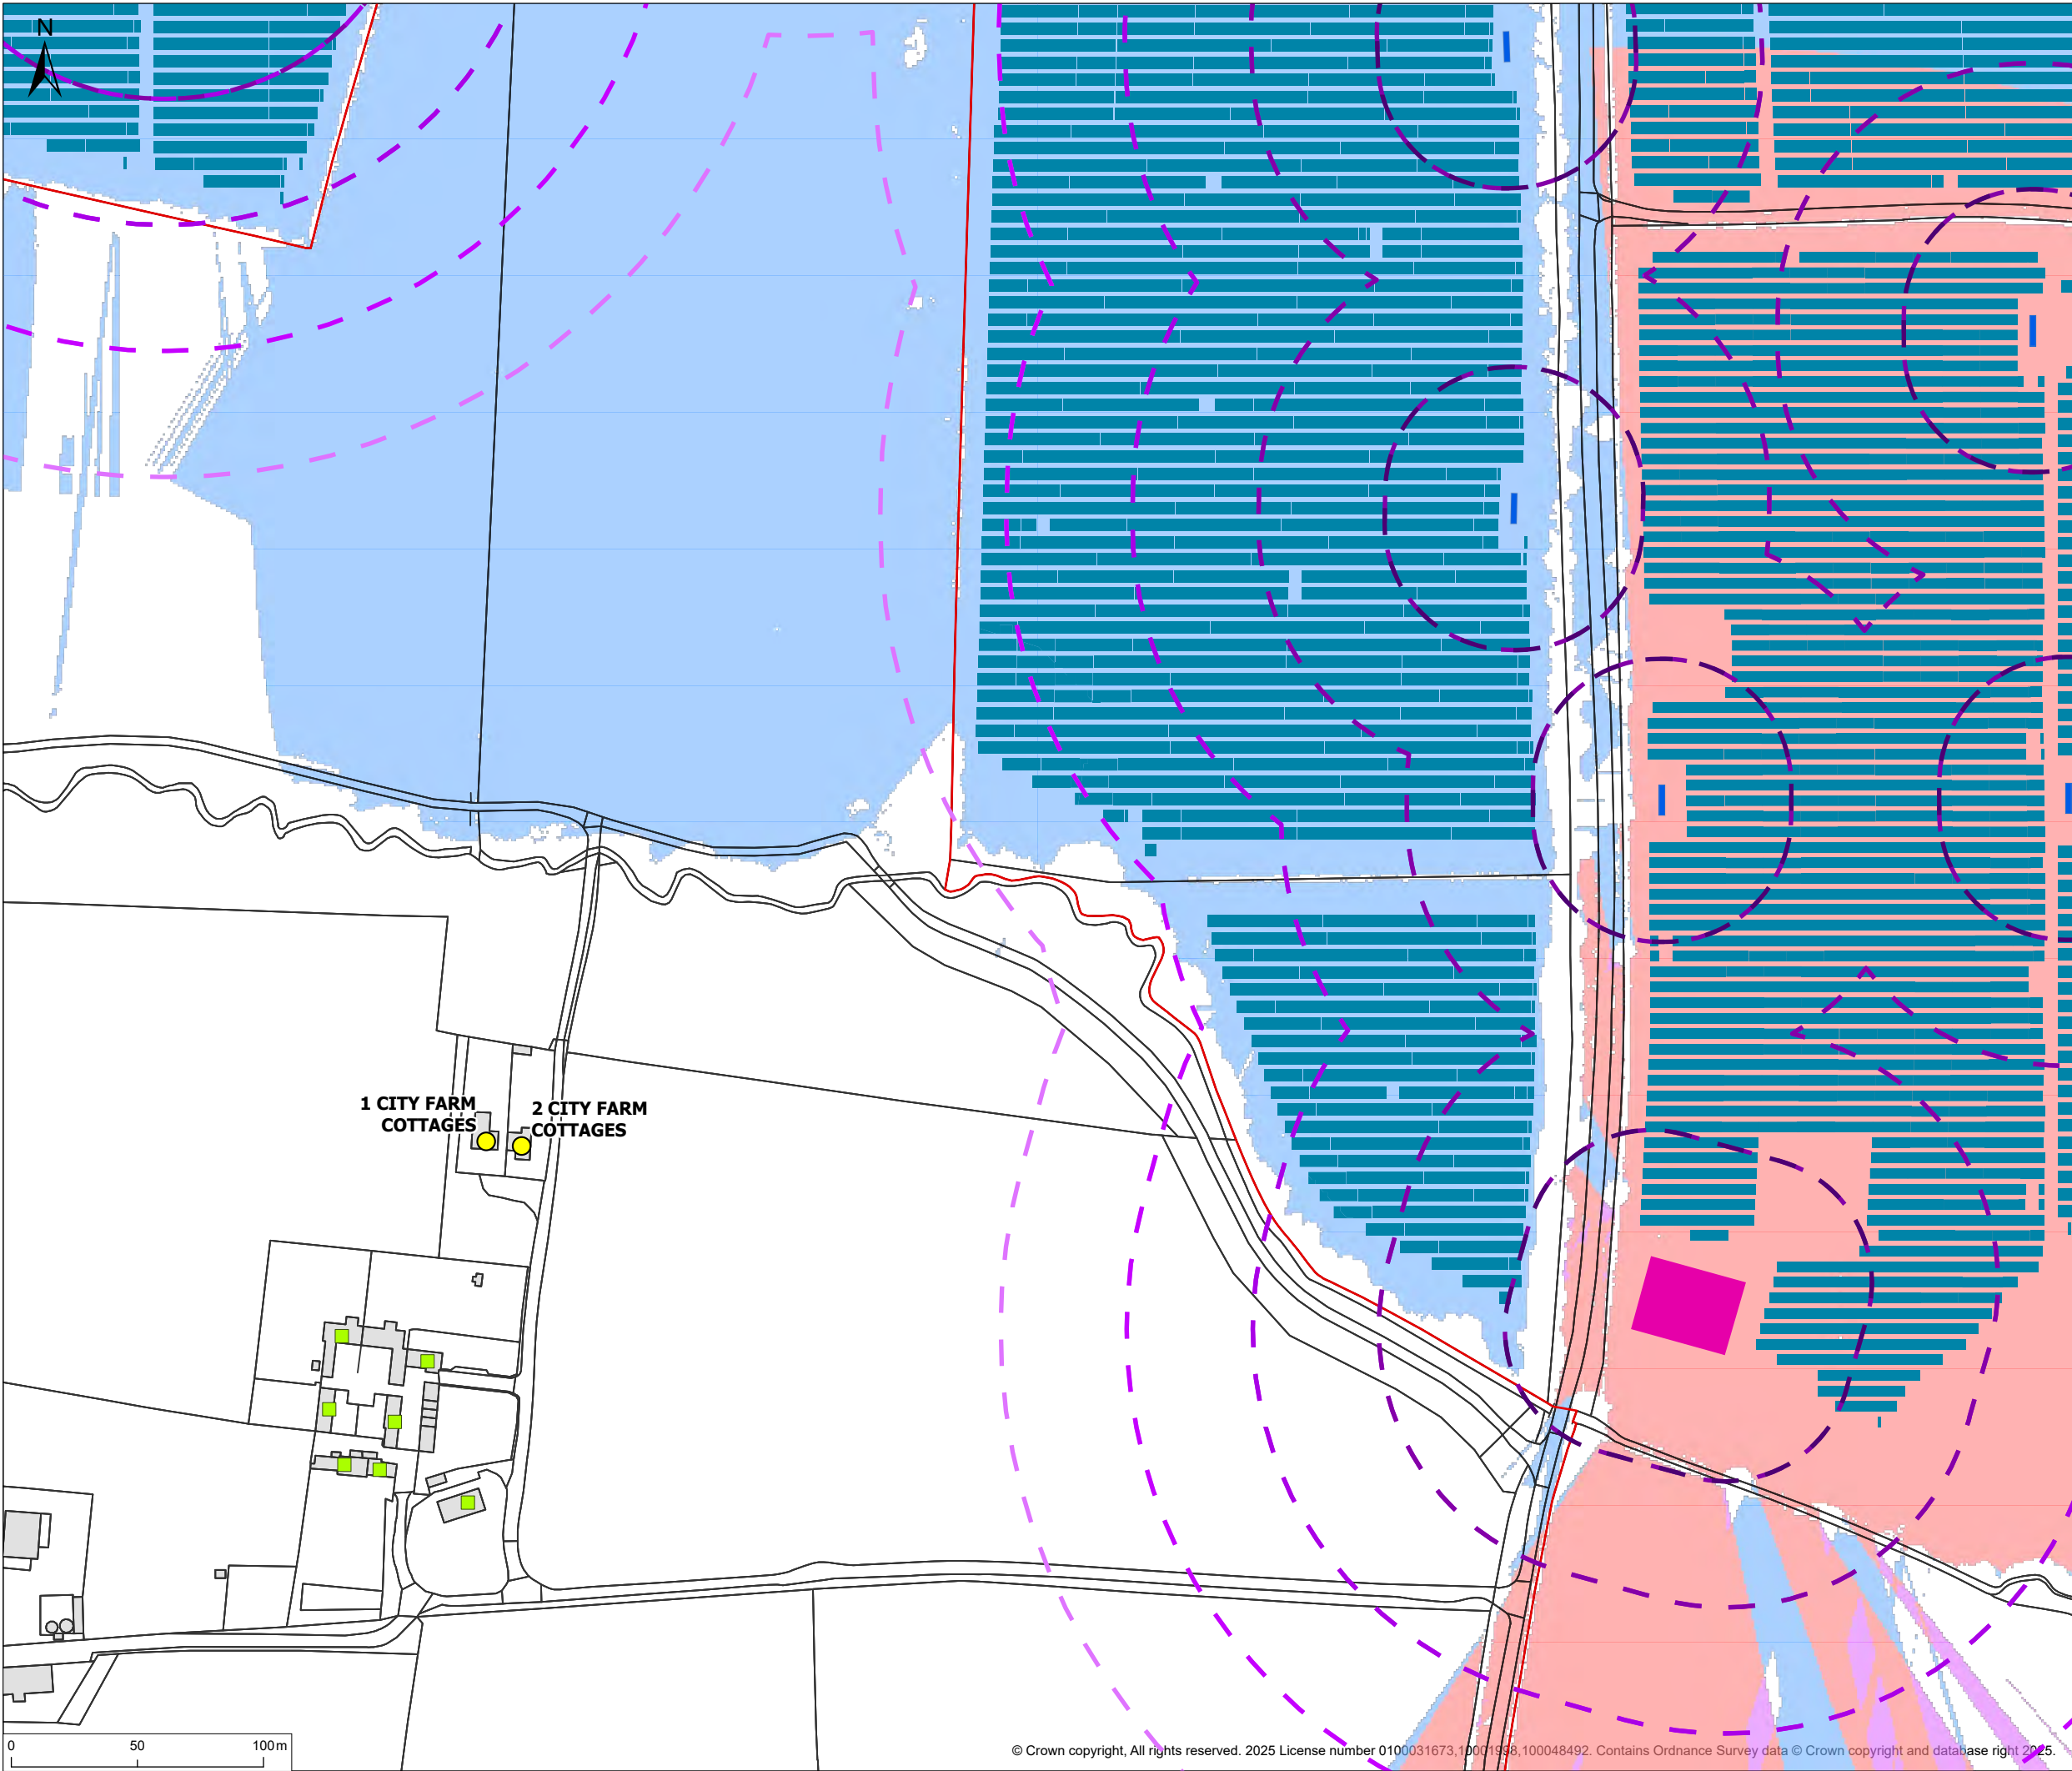 N
1 CITY FARM
COTTAGES
2 CITY FARM
COTTAGES
0 50 100m
© Crown copyright, All rights reserved. 2025 License number 0100031673,10001998,100048492. Contains Ordnance Survey data © Crown copyright and database right 2025.